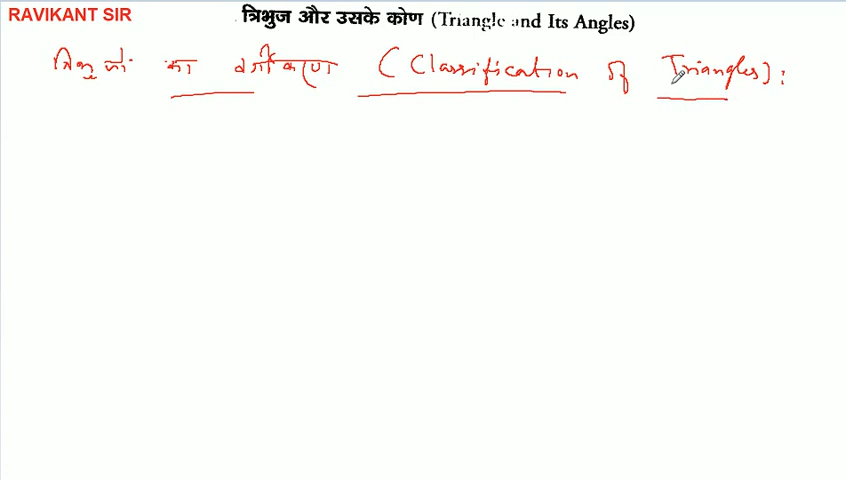 RAVIKANT SIR
त्रिभुज और उसके कोण (Triangle and Its Angles)
त्रिभुजों का वर्गीकरण (Classification of Triangles):